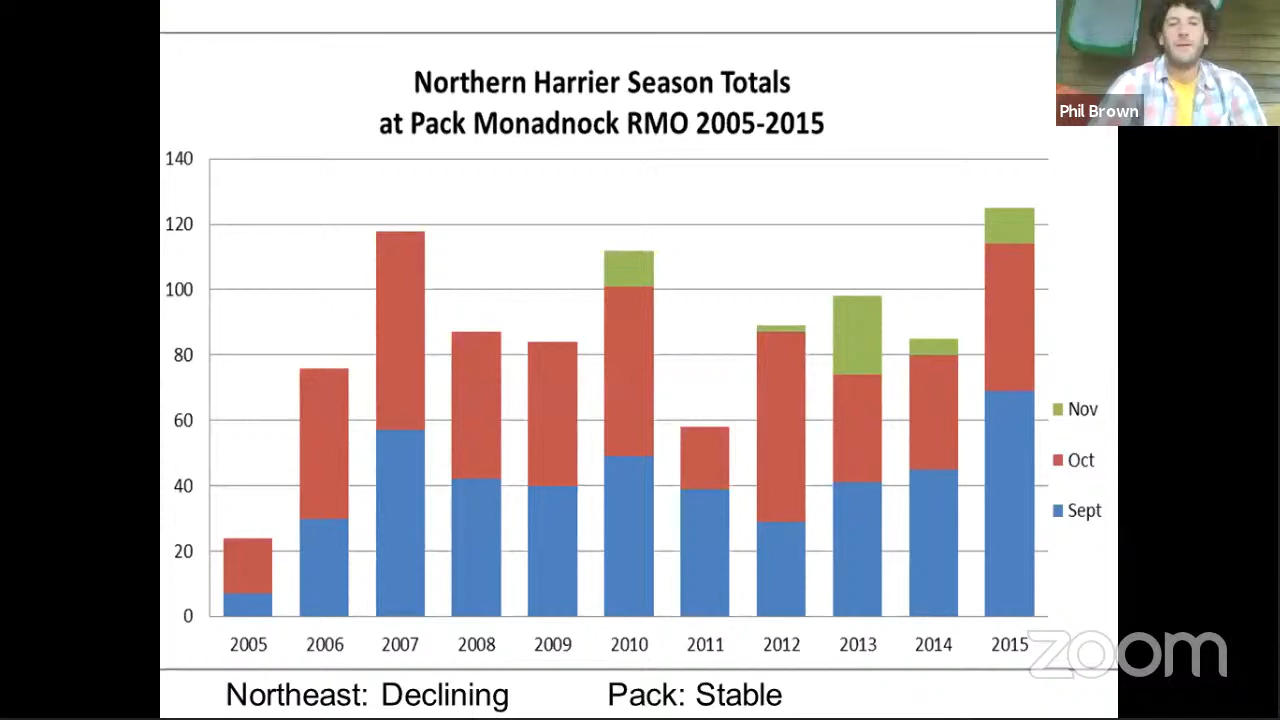 Northern Harrier Season Totals
at Pack Monadnock RMO 2005-2015
Phil Brown
140
120
100
80
60
40
20
0
Nov
Oct
Sept
2005 2006 2007 2008 2009 2010 2011 2012 2013 2014 2015
zoom
Northeast: Declining Pack: Stable